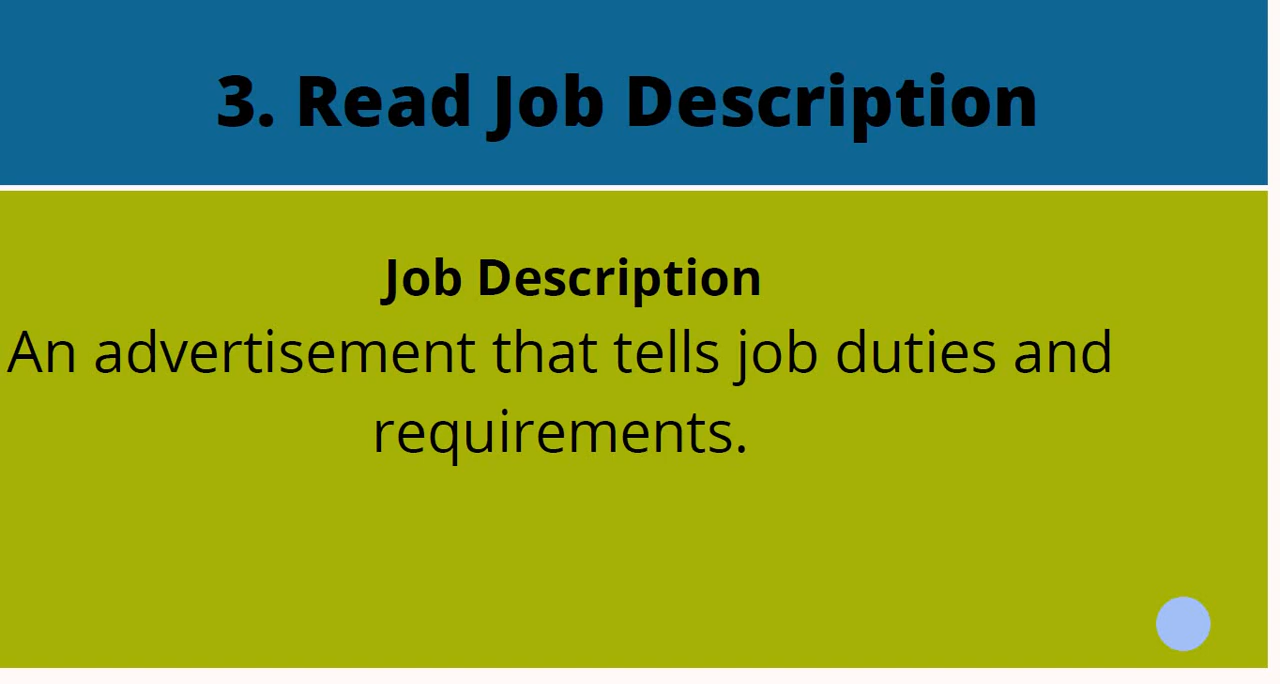 3. Read Job Description
Job Description
An advertisement that tells job duties and
requirements.